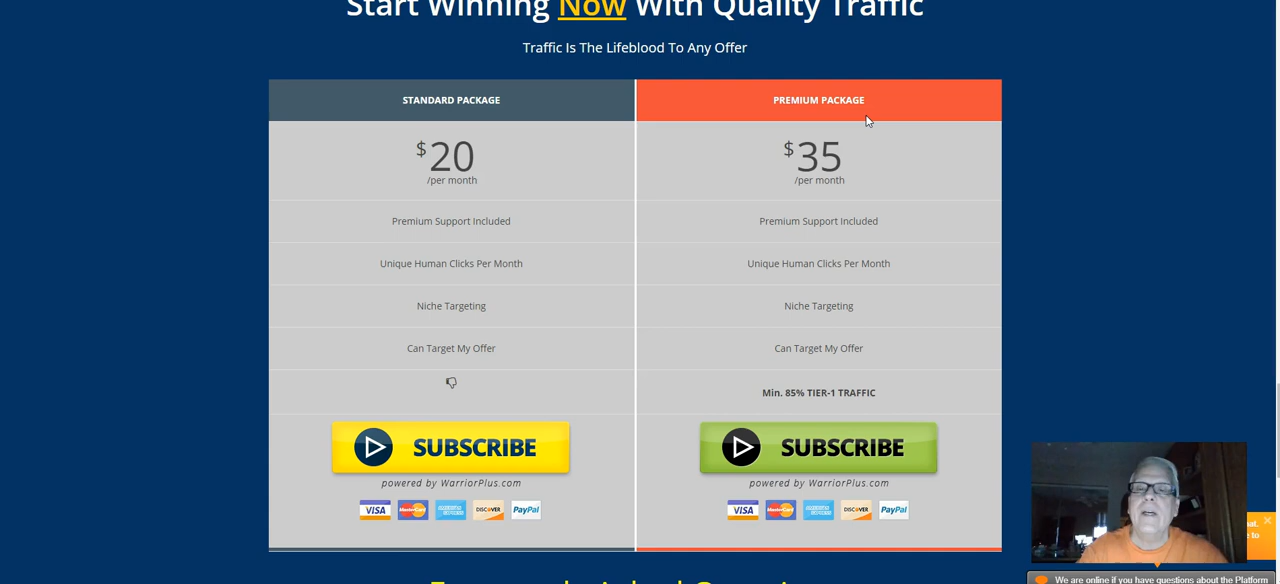 Start Winning Now With Quality Traffic
Traffic Is The Lifeblood To Any Offer
STANDARD PACKAGE
$20
/per month
Premium Support Included
Unique Human Clicks Per Month
Niche Targeting
Can Target My Offer
SUBSCRIBE
powered by WarriorPlus.com
VISA MasterCard DISCOVER PayPal
PREMIUM PACKAGE
$35
/per month
Premium Support Included
Unique Human Clicks Per Month
Niche Targeting
Can Target My Offer
Min. 85% TIER-1 TRAFFIC
SUBSCRIBE
powered by WarriorPlus.com
VISA MasterCard DISCOVER PayPal
We are online if you have questions about the Platform